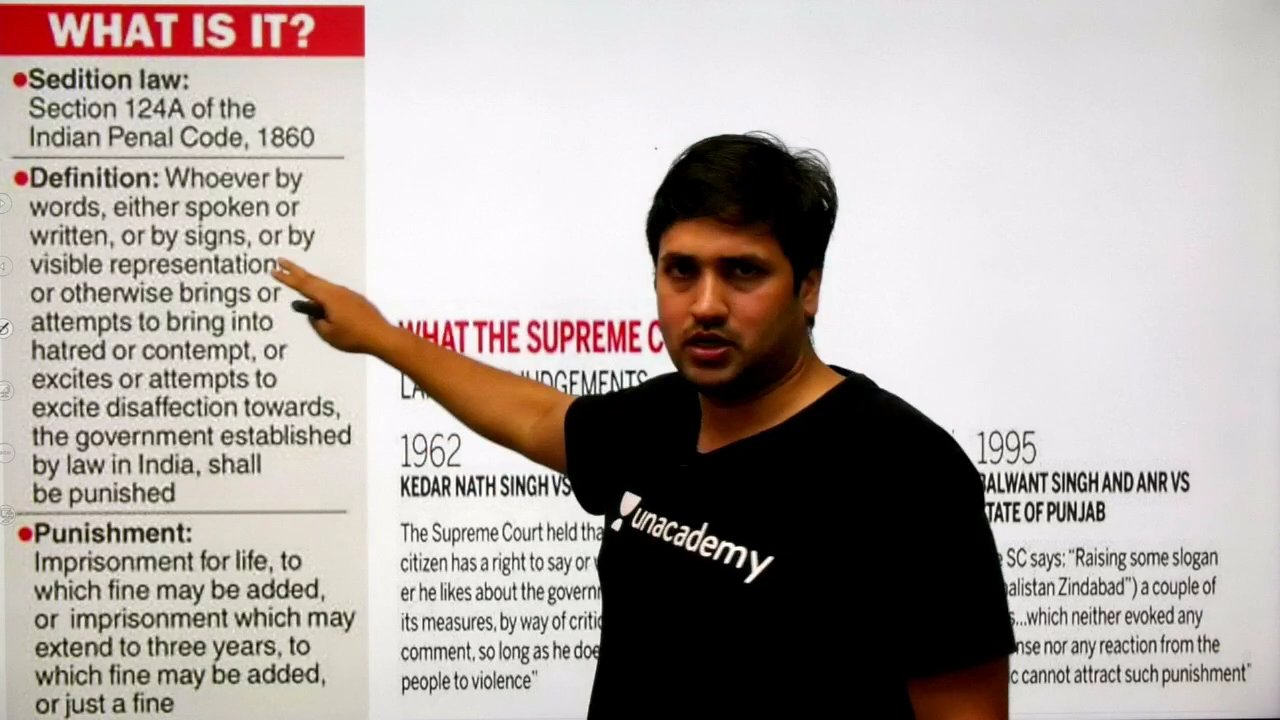 WHAT IS IT?
Sedition law:
Section 124A of the
Indian Penal Code, 1860
Definition: Whoever by
words, either spoken or
written, or by signs, or by
visible representation
or otherwise brings or
attempts to bring into
hatred or contempt, or
excites or attempts to
excite disaffection towards,
the government established
by law in India, shall
be punished
Punishment:
Imprisonment for life, to
which fine may be added,
or imprisonment which may
extend to three years, to
which fine may be added,
or just a fine
WHAT THE SUPREME C
JUDGEMENTS
1962
KEDAR NATH SINGH VS
The Supreme Court held tha
citizen has a right to say or
er he likes about the govern
its measures, by way of critic
comment, so long as he doe
people to violence"
1995
BALWANT SINGH AND ANR VS
STATE OF PUNJAB
SC says: "Raising some slogan
alistan Zindabad") a couple of
s...which neither evoked any
nse nor any reaction from the
c cannot attract such punishment"
unacademy